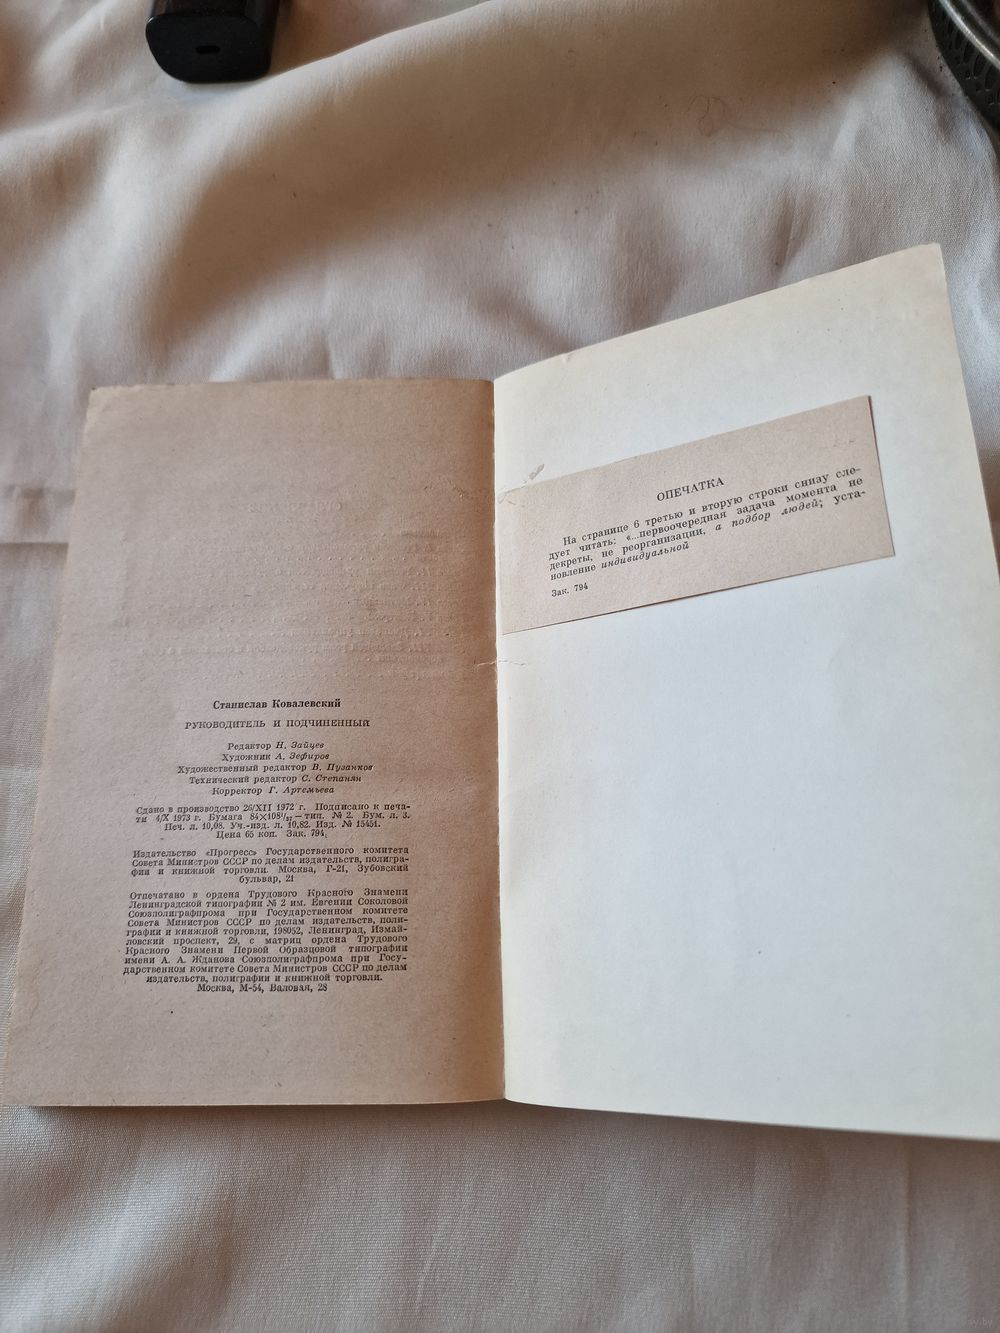 Станислав Ковалевский
РУКОВОДИТЕЛЬ И ПОДЧИНЕННЫЙ
Редактор Н. Зайцев
Художник А. Зефиров
Художественный редактор В. Пузанков
Технический редактор С. Степанян
Корректор Г. Артемьева
Сдано в производство 26/XII 1972 г. Подписано к печа-
ти 4/X 1973 г. Бумага 84×108¹/₃₂ — тип. № 2. Бум. л. 3.
Печ. л. 10,08. Уч.-изд. л. 10,82. Изд. № 15451.
Цена 65 коп. Зак. 794.
Издательство «Прогресс» Государственного комитета
Совета Министров СССР по делам издательств, полигра-
фии и книжной торговли. Москва, Г-21, Зубовский
бульвар, 21
Отпечатано в ордена Трудового Красного Знамени
Ленинградской типографии № 2 им. Евгении Соколовой
Союзполиграфпрома при Государственном комитете
Совета Министров СССР по делам издательств, поли-
графии и книжной торговли, 198052, Ленинград, Измай-
ловский проспект, 29, с матриц ордена Трудового
Красного Знамени Первой Образцовой типографии
имени А. А. Жданова Союзполиграфпрома при Госу-
дарственном комитете Совета Министров СССР по делам
издательств, полиграфии и книжной торговли.
Москва, М-54, Валовая, 28
ОПЕЧАТКА
На странице 6 третью и вторую строки снизу сле-
дует читать: «...первоочередная задача момента не
декреты, не реорганизации, а подбор людей; уста-
новление индивидуальной
Зак. 794